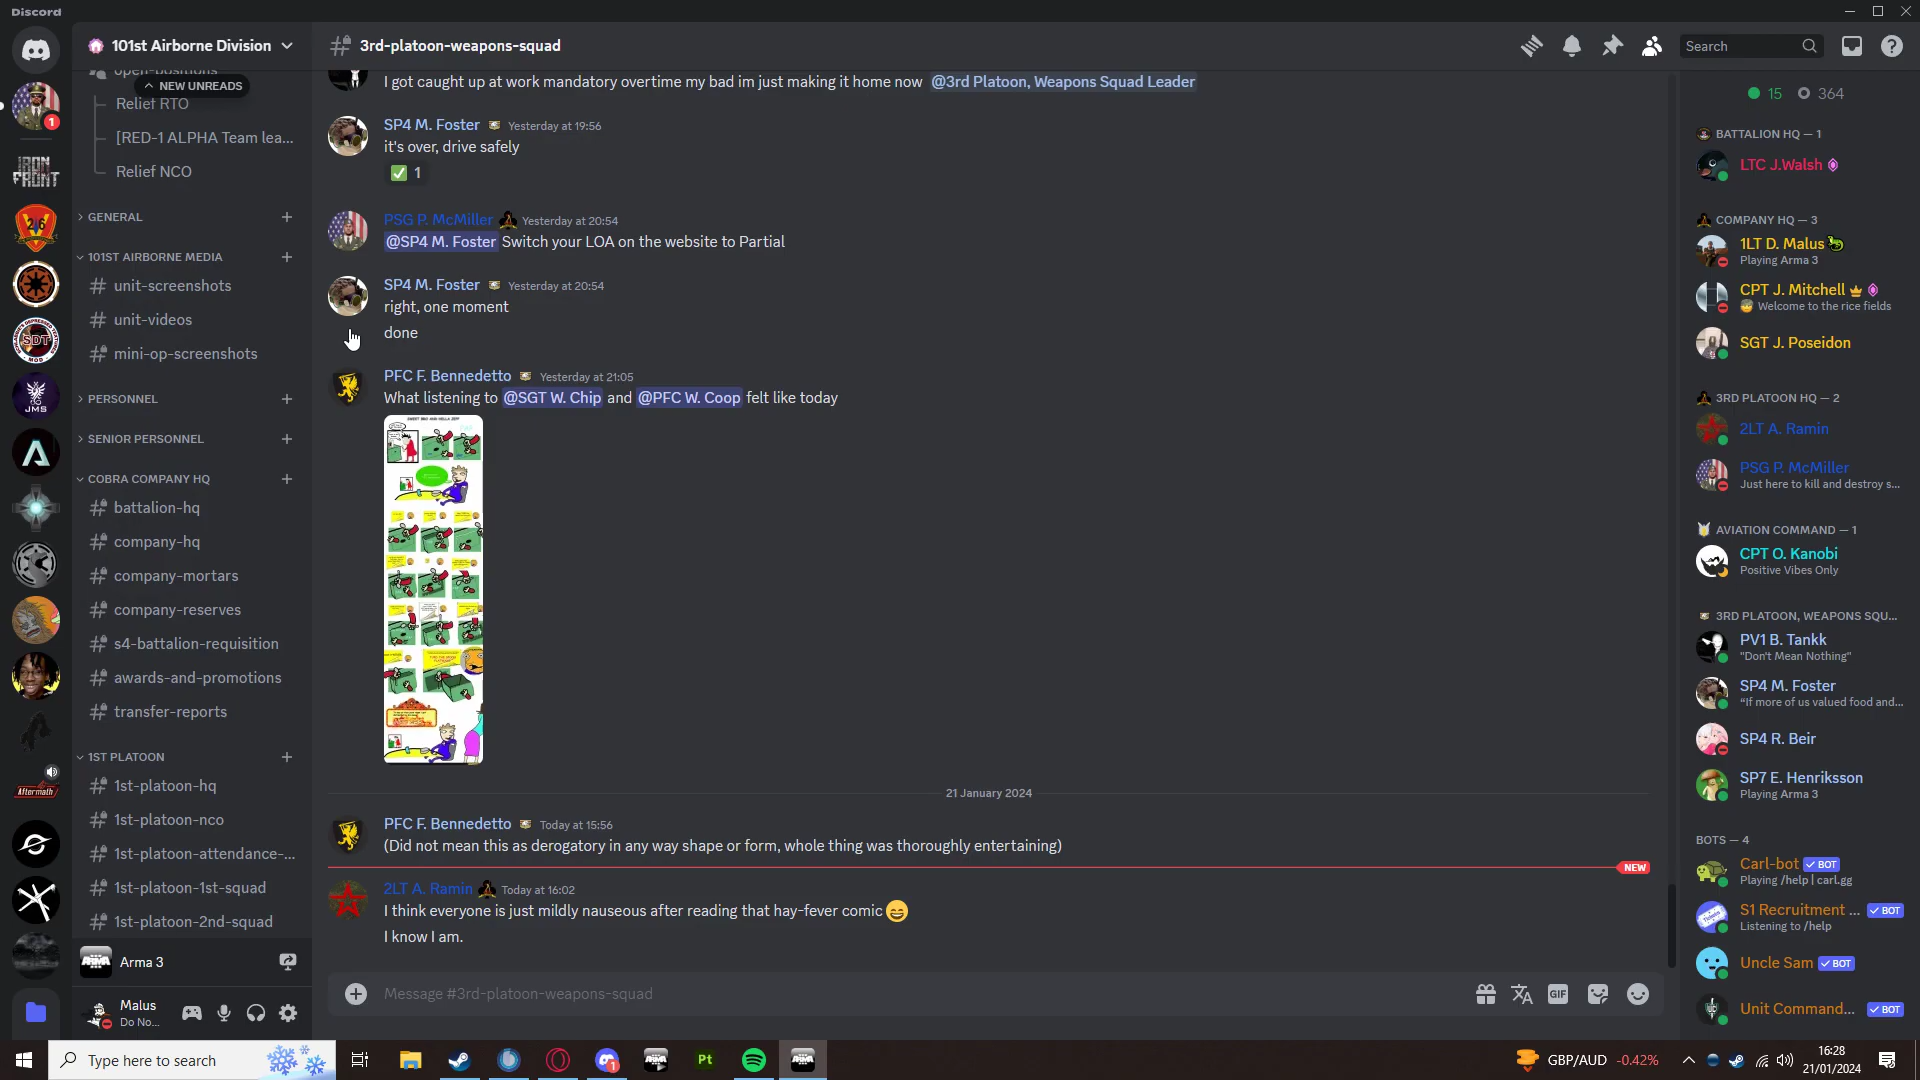 Discord
101st Airborne Division
open-positions
NEW UNREADS
Relief RTO
[RED-1 ALPHA Team lea...
Relief NCO
GENERAL
101ST AIRBORNE MEDIA
unit-screenshots
unit-videos
mini-op-screenshots
PERSONNEL
SENIOR PERSONNEL
COBRA COMPANY HQ
battalion-hq
company-hq
company-mortars
company-reserves
s4-battalion-requisition
awards-and-promotions
transfer-reports
1ST PLATOON
1st-platoon-hq
1st-platoon-nco
1st-platoon-attendance-...
1st-platoon-1st-squad
1st-platoon-2nd-squad
Arma 3
Malus
Do No...
1
IRON
FRONT
SDT
JMS
Aftermath
3rd-platoon-weapons-squad
Search
I got caught up at work mandatory overtime my bad im just making it home now @3rd Platoon, Weapons Squad Leader
SP4 M. Foster Yesterday at 19:56
it's over, drive safely
1
PSG P. McMiller Yesterday at 20:54
@SP4 M. Foster Switch your LOA on the website to Partial
SP4 M. Foster Yesterday at 20:54
right, one moment
done
PFC F. Bennedetto Yesterday at 21:05
What listening to @SGT W. Chip and @PFC W. Coop felt like today
21 January 2024
PFC F. Bennedetto Today at 15:56
(Did not mean this as derogatory in any way shape or form, whole thing was thoroughly entertaining)
NEW
2LT A. Ramin Today at 16:02
I think everyone is just mildly nauseous after reading that hay-fever comic
I know I am.
Message #3rd-platoon-weapons-squad
GIF
15 364
BATTALION HQ — 1
LTC J.Walsh
COMPANY HQ — 3
1LT D. Malus
Playing Arma 3
CPT J. Mitchell
Welcome to the rice fields
SGT J. Poseidon
3RD PLATOON HQ — 2
2LT A. Ramin
PSG P. McMiller
Just here to kill and destroy s...
AVIATION COMMAND — 1
CPT O. Kanobi
Positive Vibes Only
3RD PLATOON, WEAPONS SQU...
PV1 B. Tankk
"Don't Mean Nothing"
SP4 M. Foster
“If more of us valued food and...
SP4 R. Beir
SP7 E. Henriksson
Playing Arma 3
BOTS — 4
Carl-bot BOT
Playing /help | carl.gg
S1 Recruitment ... BOT
Listening to /help
Uncle Sam BOT
Unit Command... BOT
Type here to search
Pt
GBP/AUD -0.42%
16:28
21/01/2024